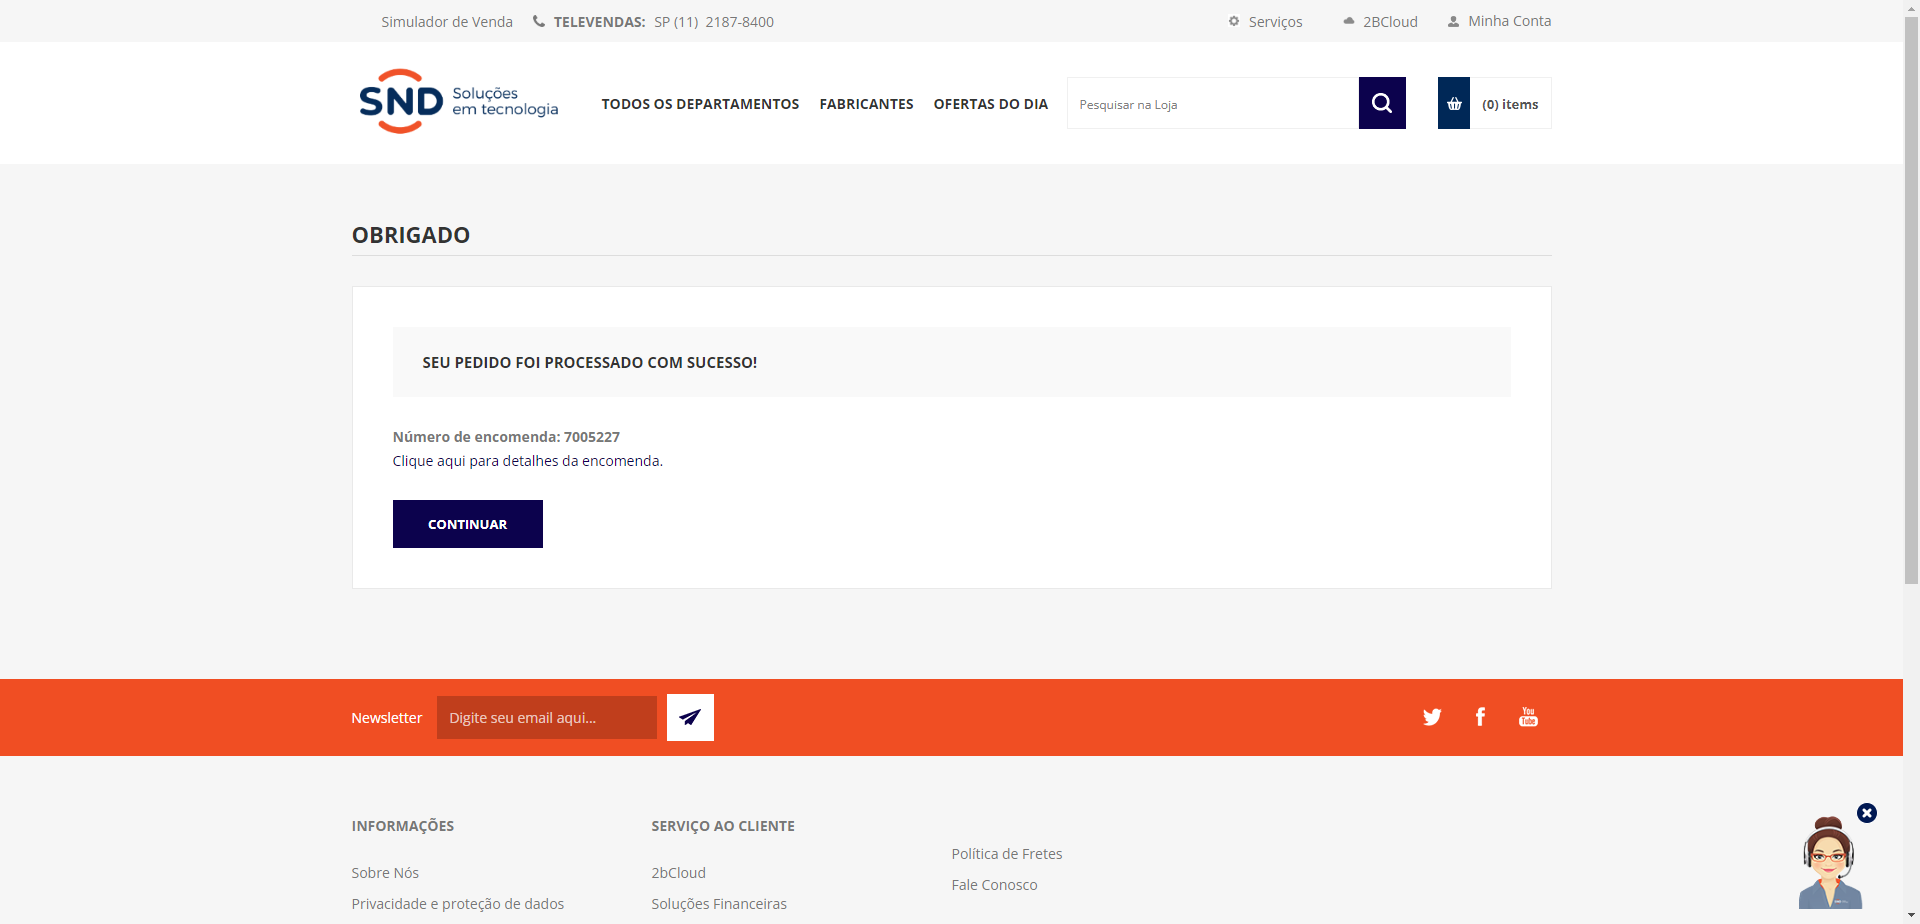 Simulador de Venda TELEVENDAS: SP (11) 2187-8400 Serviços 2BCloud Minha Conta
SND Soluções
em tecnologia
TODOS OS DEPARTAMENTOS FABRICANTES OFERTAS DO DIA Pesquisar na Loja (0) items
OBRIGADO
SEU PEDIDO FOI PROCESSADO COM SUCESSO!
Número de encomenda: 7005227
Clique aqui para detalhes da encomenda.
CONTINUAR
Newsletter Digite seu email aqui... You
Tube
INFORMAÇÕES SERVIÇO AO CLIENTE
Política de Fretes
Sobre Nós 2bCloud
Fale Conosco
Privacidade e proteção de dados Soluções Financeiras